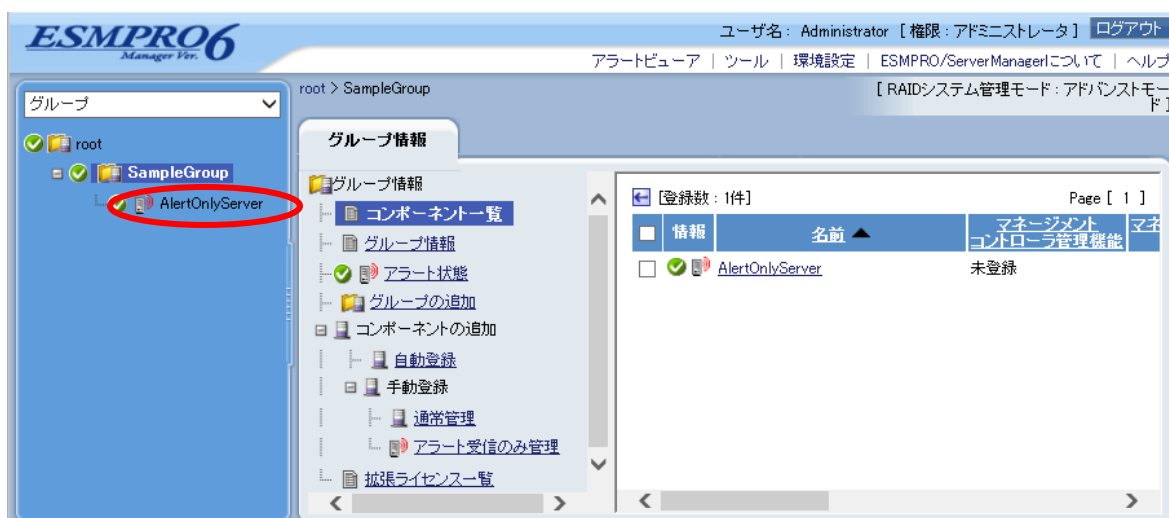 ESMPRO6
Manager Ver.
ユーザ名： Administrator [ 権限：アドミニストレータ ] ログアウト
アラートビューア | ツール | 環境設定 | ESMPRO/ServerManagerについて | ヘルプ
グループ
root > SampleGroup
[ RAIDシステム管理モード：アドバンストモード ]
root
SampleGroup
AlertOnlyServer
グループ情報
グループ情報
コンポーネント一覧
グループ情報
アラート状態
グループの追加
コンポーネントの追加
自動登録
手動登録
通常管理
アラート受信のみ管理
拡張ライセンス一覧
[登録数：1件] Page [ 1 ]
情報 名前 ▲ マネージメントコントローラ管理機能 マネ
AlertOnlyServer 未登録